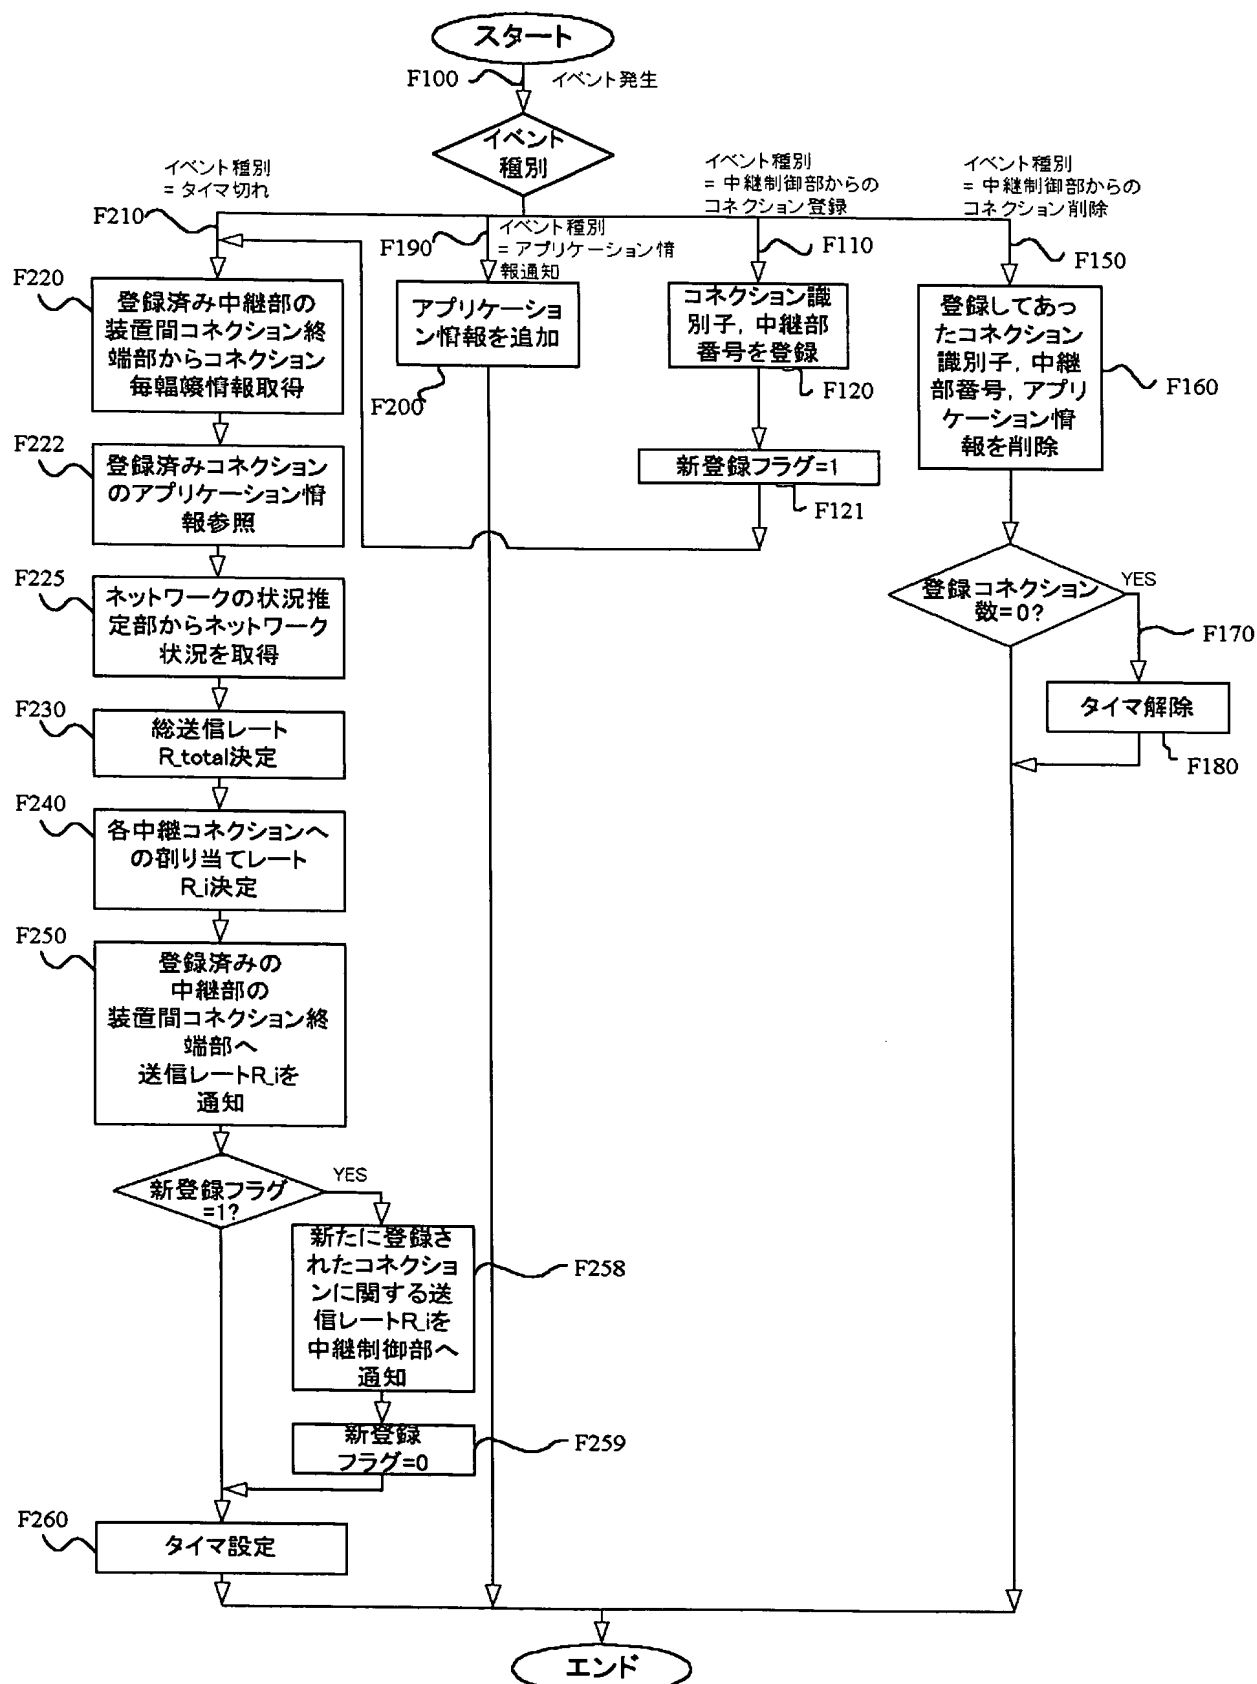 スタート
F100
イベント発生
イベント
種別
イベント種別
= タイマ切れ
F210
F190
イベント種別
= アプリケーション情
報通知
イベント種別
= 中継制御部からの
コネクション登録
F110
イベント種別
= 中継制御部からの
コネクション削除
F150
F220
登録済み中継部の
装置間コネクション終
端部からコネクション
毎輻輳情報取得
アプリケーショ
ン情報を追加
F200
コネクション識
別子, 中継部
番号を登録
F120
登録してあっ
たコネクション
識別子, 中継
部番号, アプリ
ケーション情
報を削除
F160
F222
登録済みコネクション
のアプリケーション情
報参照
新登録フラグ=1
F121
F225
ネットワークの状況推
定部からネットワーク
状況を取得
登録コネクション
数=0?
YES
F170
タイマ解除
F180
F230
総送信レート
R_total決定
F240
各中継コネクションへ
の割り当てレート
R_i決定
F250
登録済みの
中継部の
装置間コネクション終
端部へ
送信レートR_iを
通知
新登録フラグ
=1?
YES
新たに登録さ
れたコネクショ
ンに関する送
信レートR_iを
中継制御部へ
通知
F258
新登録
フラグ=0
F259
F260
タイマ設定
エンド